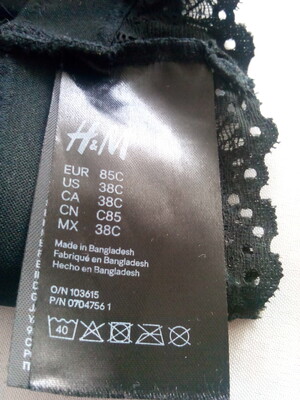 H&M
EUR 85C
US 38C
CA 38C
CN C85
MX 38C
Made in Bangladesh
Fabriqué en Bangladesh
Hecho en Bangladesh
O/N 103615
P/N 0704756 1
40